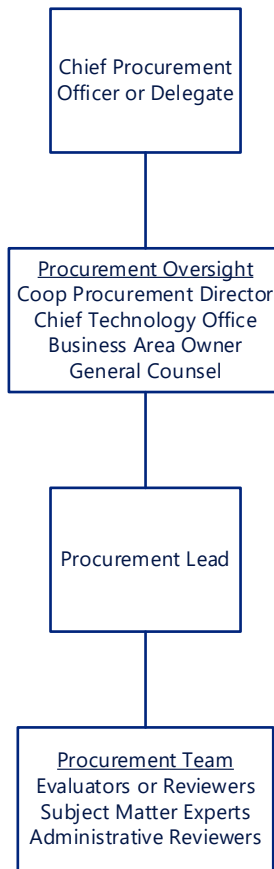 Chief Procurement
Officer or Delegate
Procurement Oversight
Coop Procurement Director
Chief Technology Office
Business Area Owner
General Counsel
Procurement Lead
Procurement Team
Evaluators or Reviewers
Subject Matter Experts
Administrative Reviewers